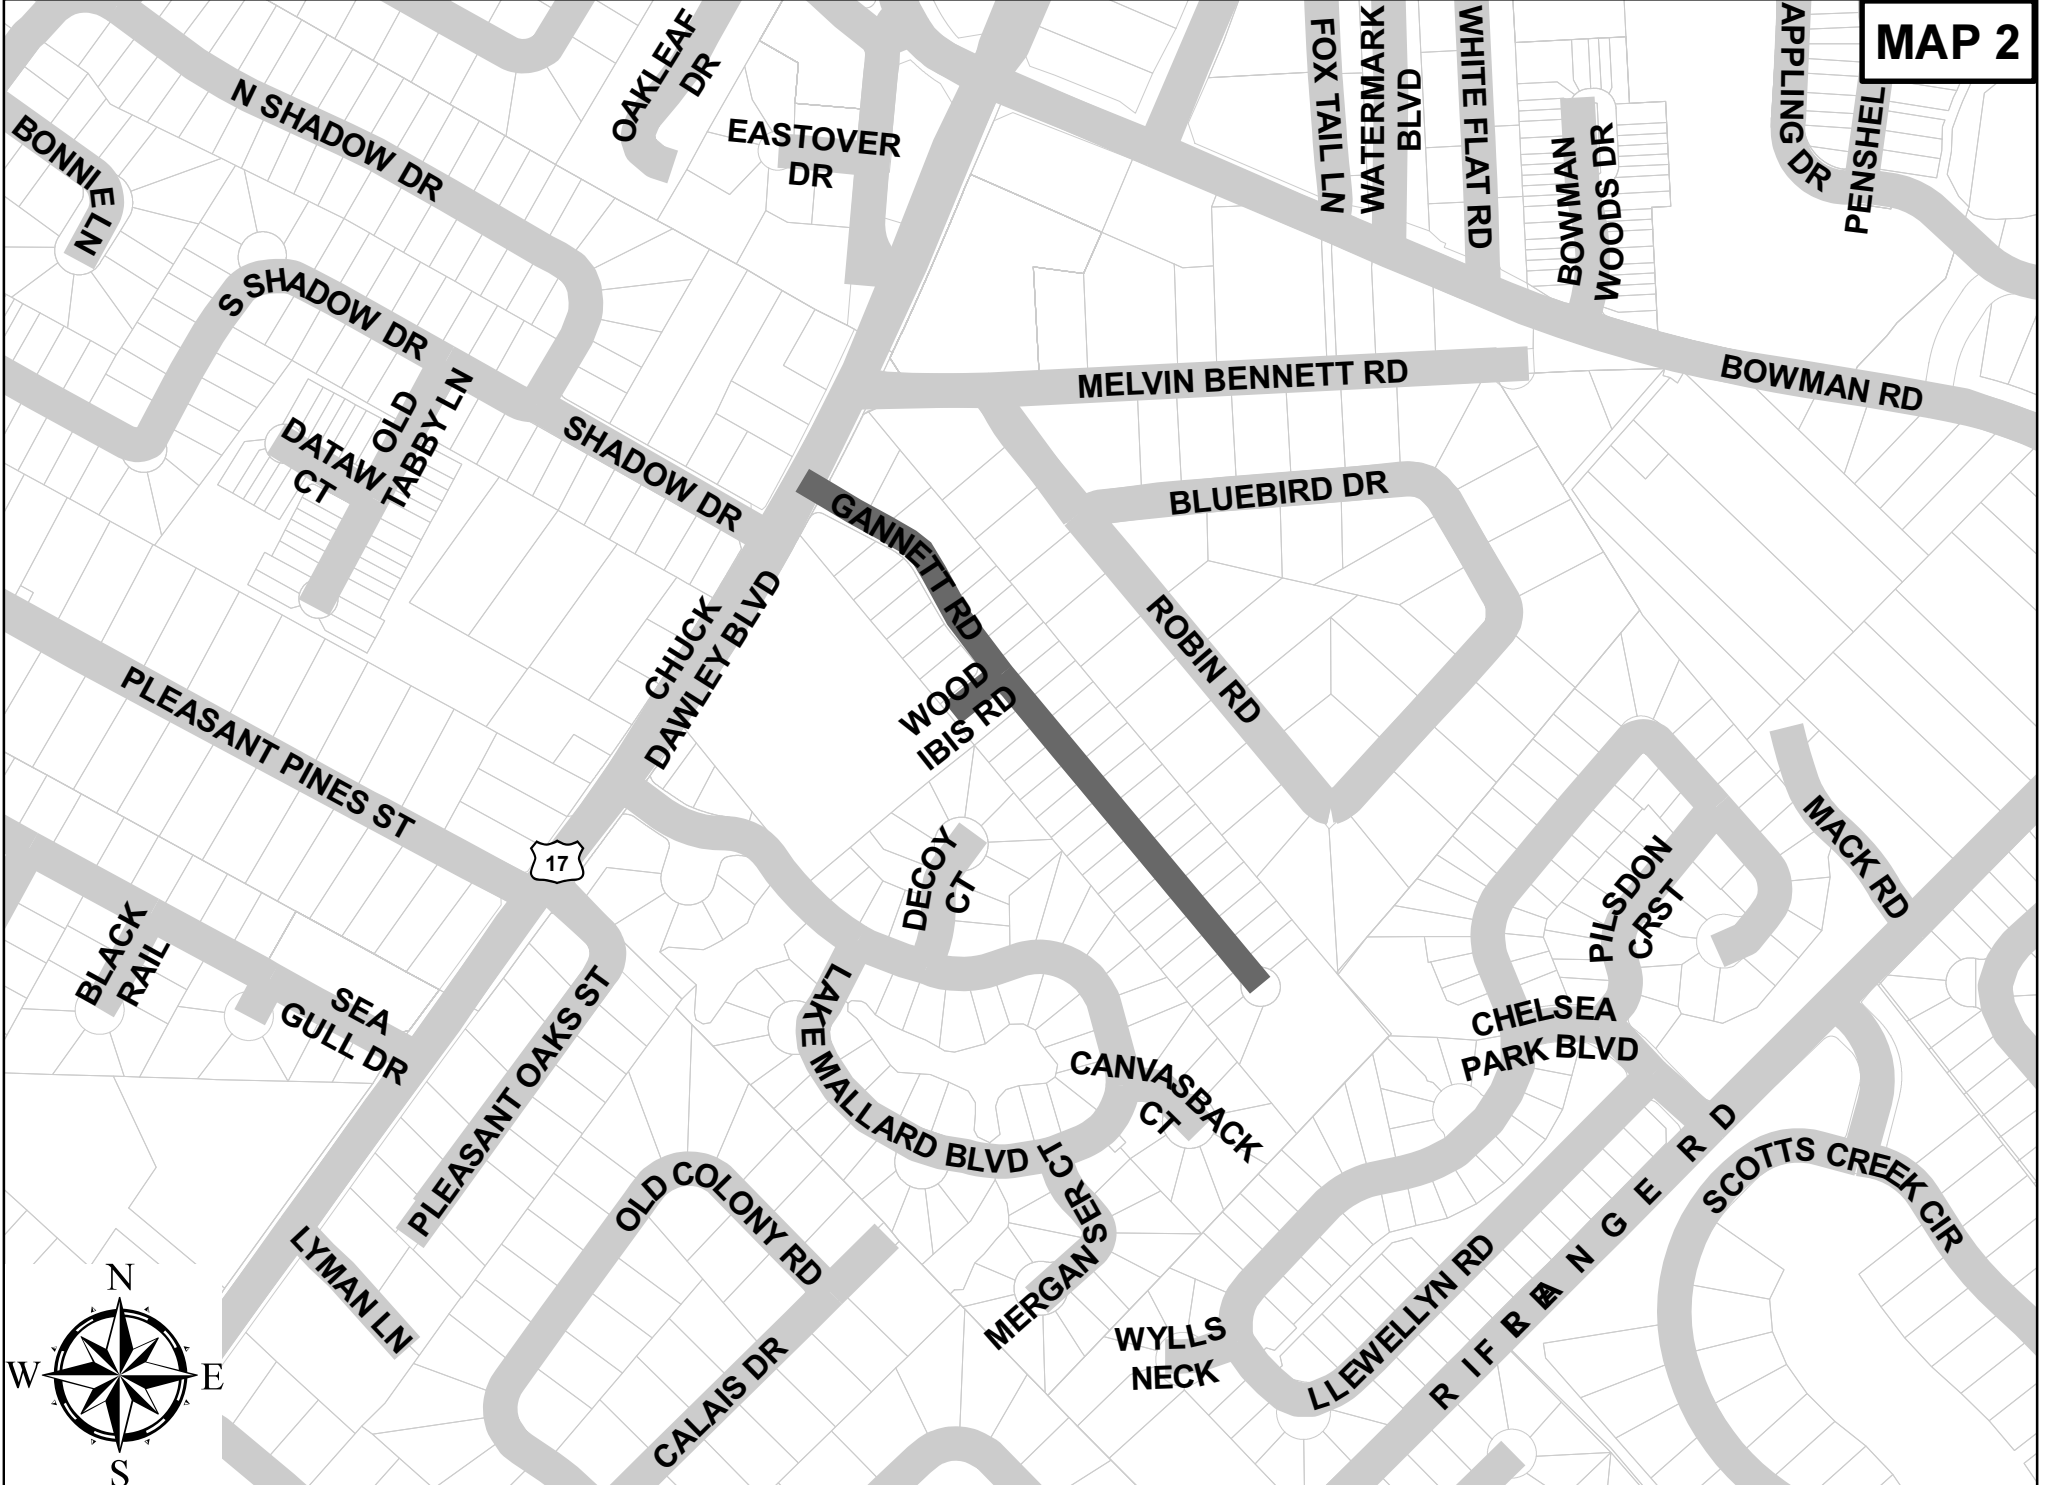 MAP 2
OAKLEAF
DR
N SHADOW DR
BONNIE LN
EASTOVER
DR
FOX TAIL LN
WATERMARK
BLVD
WHITE FLAT RD
BOWMAN
WOODS DR
APPLING DR
PENSHEL
S SHADOW DR
OLD
TABBY LN
DATAW
CT
SHADOW DR
MELVIN BENNETT RD
BOWMAN RD
BLUEBIRD DR
GANNETT RD
ROBIN RD
WOOD
IBIS RD
CHUCK
DAWLEY BLVD
PLEASANT PINES ST
17
DECOY
CT
MACK RD
PILSDON
CRST
BLACK
RAIL
SEA
GULL DR
PLEASANT OAKS ST
LAKE MALLARD BLVD
CANVASBACK
CT
CHELSEA
PARK BLVD
MERGANSER CT
OLD COLONY RD
SCOTTS CREEK CIR
LYMAN LN
CALAIS DR
WYLLS
NECK
LLEWELLYN RD
RIFLE RANGE RD
N
W
E
S